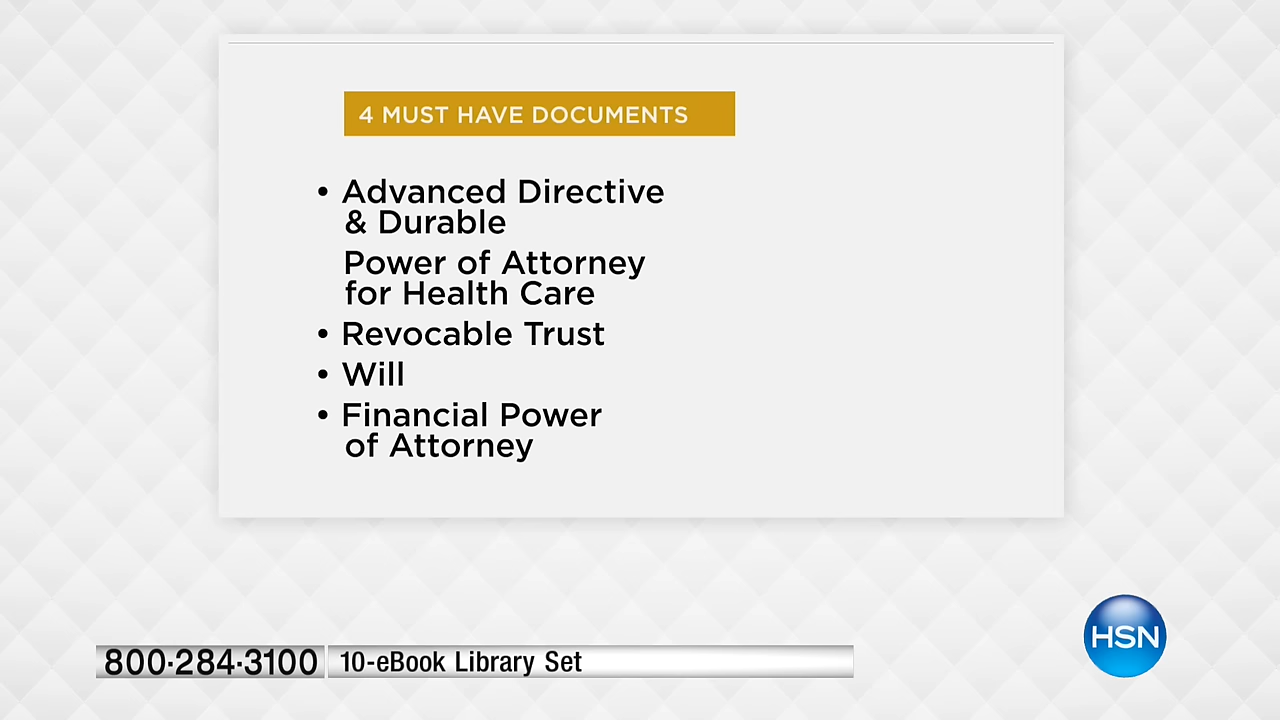 4 MUST HAVE DOCUMENTS
• Advanced Directive
& Durable
Power of Attorney
for Health Care
• Revocable Trust
• Will
• Financial Power
of Attorney
HSN
800·284·3100
10-eBook Library Set